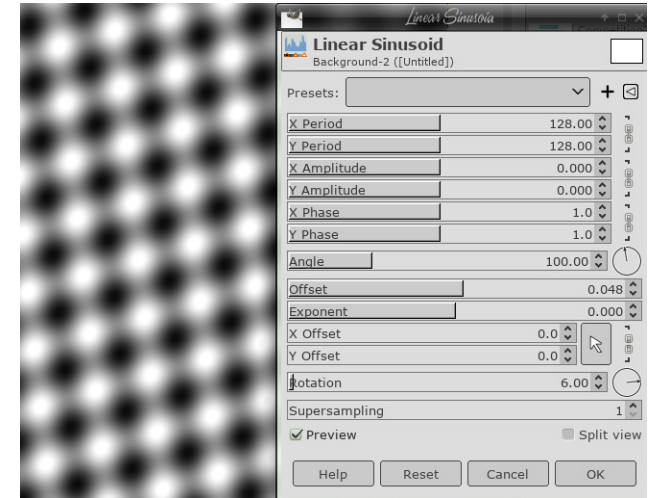 Linear Sinusoid
Linear Sinusoid
Background-2 ([Untitled])
Presets:
X Period 128.00
Y Period 128.00
X Amplitude 0.000
Y Amplitude 0.000
X Phase 1.0
Y Phase 1.0
Angle 100.00
Offset 0.048
Exponent 0.000
X Offset 0.0
Y Offset 0.0
Rotation 6.00
Supersampling 1
Preview Split view
Help Reset Cancel OK